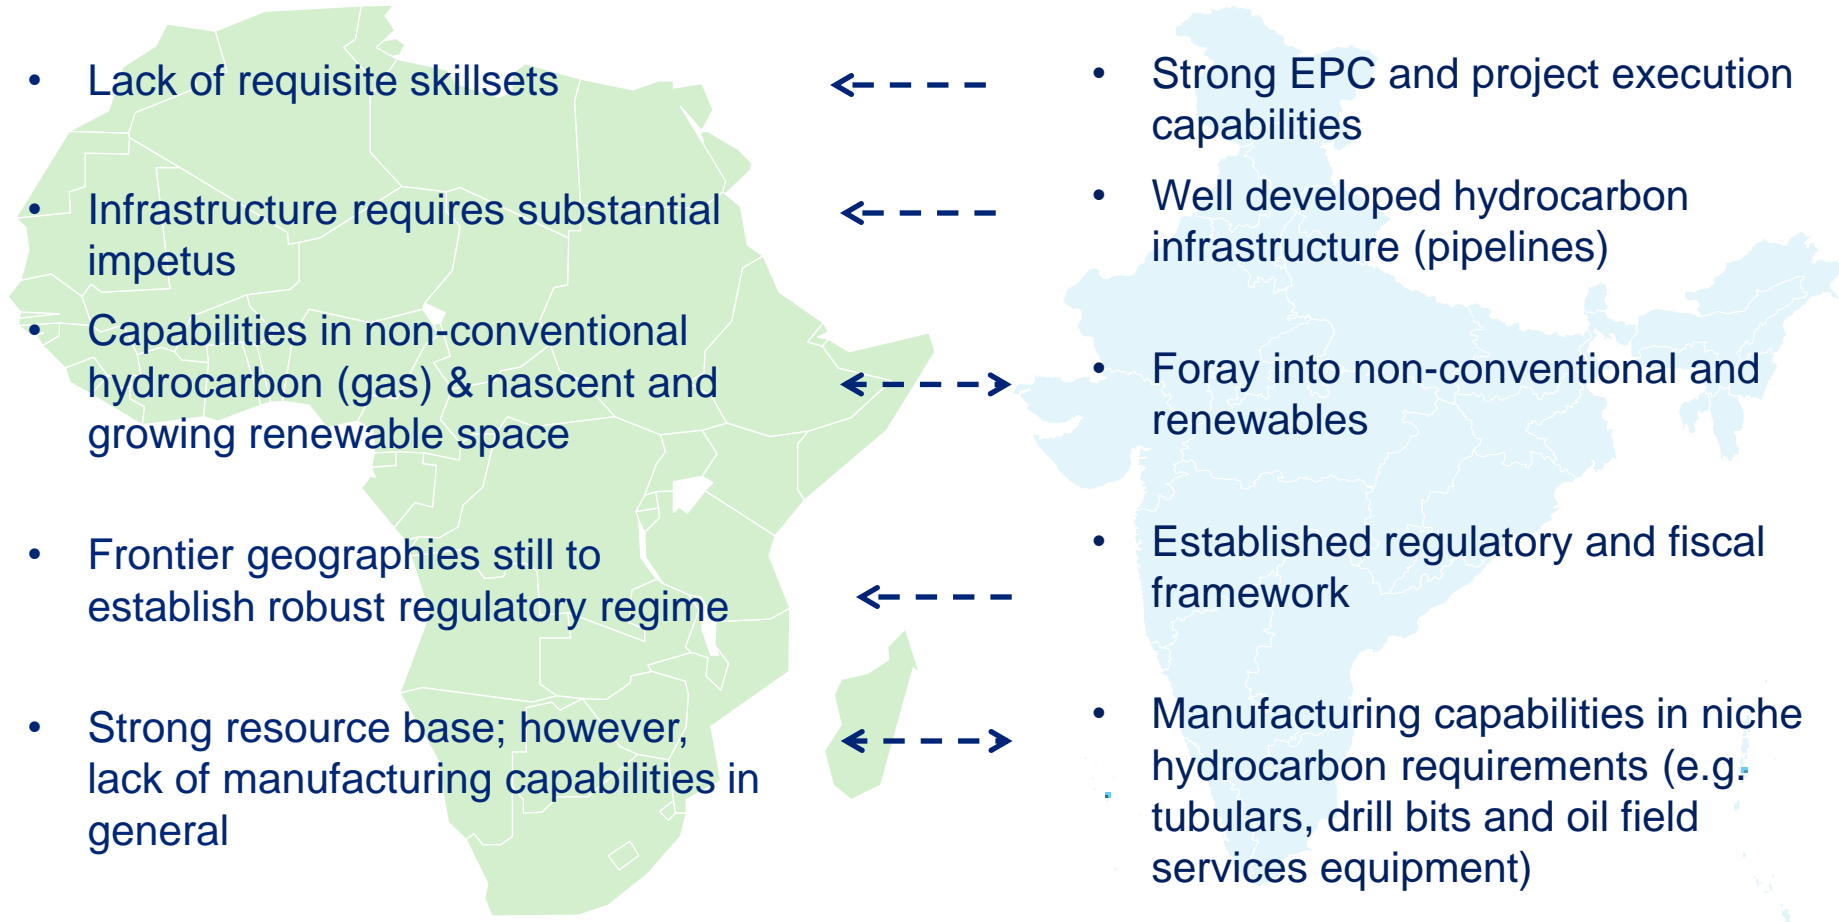 • Lack of requisite skillsets
• Infrastructure requires substantial
impetus
• Capabilities in non-conventional
hydrocarbon (gas) & nascent and
growing renewable space
• Frontier geographies still to
establish robust regulatory regime
• Strong resource base; however,
lack of manufacturing capabilities in
general
• Strong EPC and project execution
capabilities
• Well developed hydrocarbon
infrastructure (pipelines)
• Foray into non-conventional and
renewables
• Established regulatory and fiscal
framework
• Manufacturing capabilities in niche
hydrocarbon requirements (e.g.
tubulars, drill bits and oil field
services equipment)